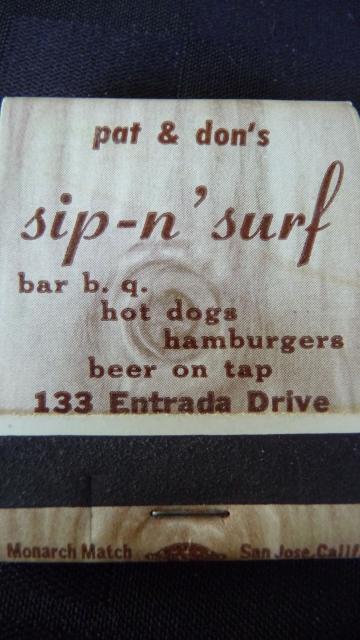 pat & don's
sip-n' surf
bar b. q.
hot dogs
hamburgers
beer on tap
133 Entrada Drive
Monarch Match San Jose, Calif